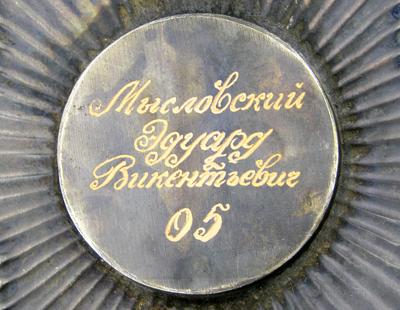 Мысловский
Эдуард
Викентьевич
05